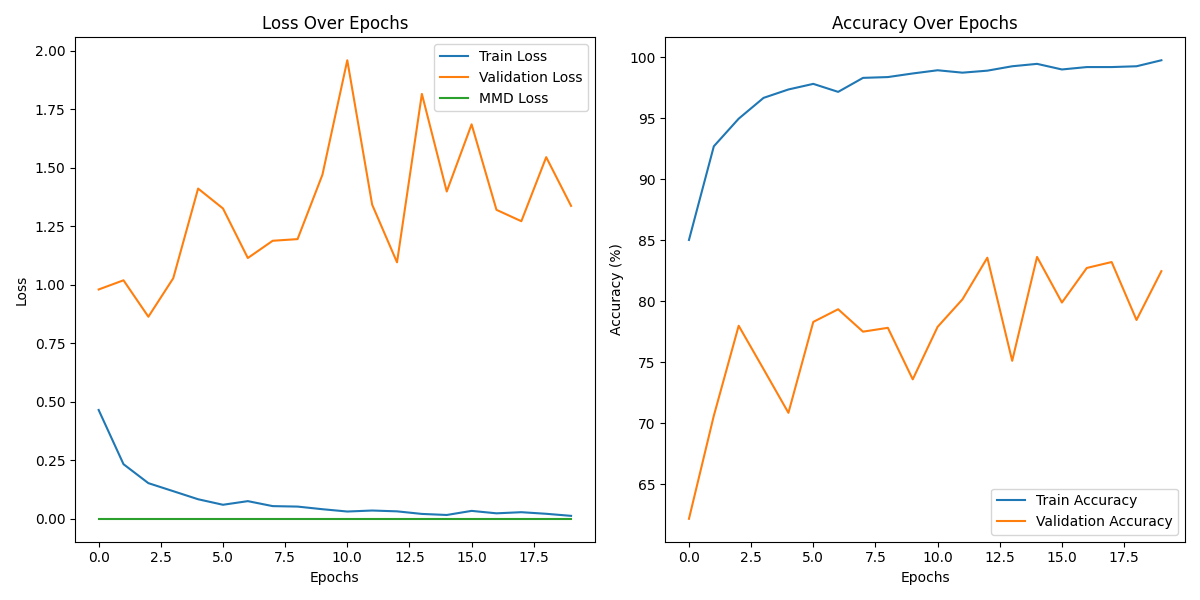 Loss Over Epochs
Train Loss
Validation Loss
MMD Loss
2.00
1.75
1.50
1.25
1.00
0.75
0.50
0.25
0.00
Loss
0.0 2.5 5.0 7.5 10.0 12.5 15.0 17.5
Epochs
Accuracy Over Epochs
100
95
90
85
80
75
70
65
Accuracy (%)
Train Accuracy
Validation Accuracy
0.0 2.5 5.0 7.5 10.0 12.5 15.0 17.5
Epochs